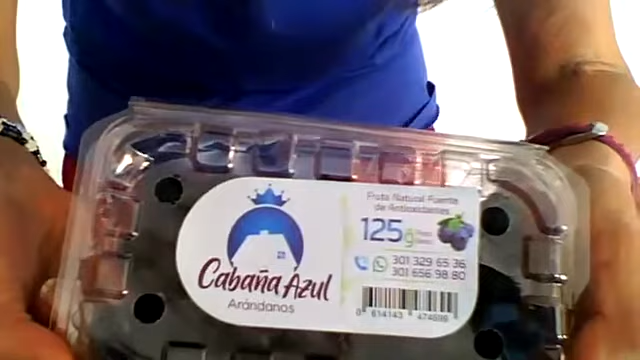 Cabaña Azul
Arándanos
Fruta Natural Fuente
de Antioxidantes
125g
301 329 65 36
301 656 98 80